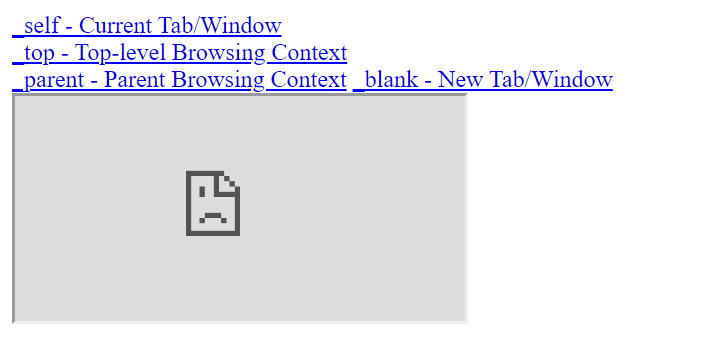 _self - Current Tab/Window
_top - Top-level Browsing Context
_parent - Parent Browsing Context _blank - New Tab/Window